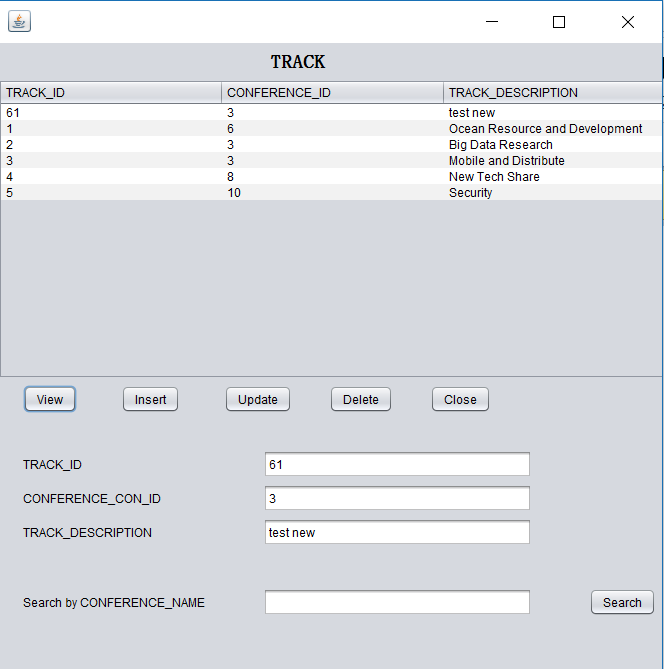 TRACK
TRACK_ID CONFERENCE_ID TRACK_DESCRIPTION
61 3 test new
1 6 Ocean Resource and Development
2 3 Big Data Research
3 3 Mobile and Distribute
4 8 New Tech Share
5 10 Security
View Insert Update Delete Close
TRACK_ID 61
CONFERENCE_CON_ID 3
TRACK_DESCRIPTION test new
Search by CONFERENCE_NAME Search